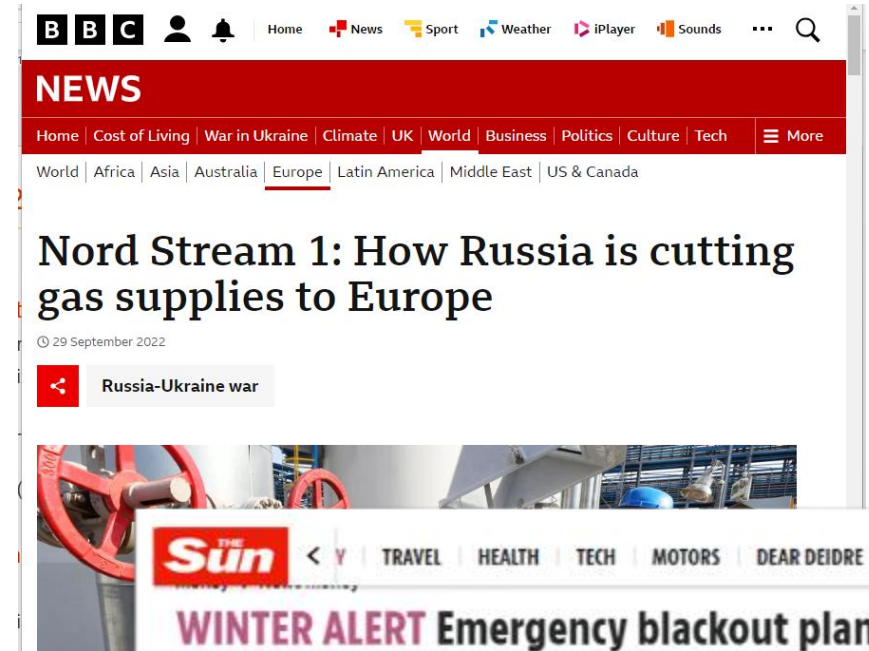 BBC Home News Sport Weather iPlayer Sounds
NEWS
Home Cost of Living War in Ukraine Climate UK World Business Politics Culture Tech More
World Africa Asia Australia Europe Latin America Middle East US & Canada
Nord Stream 1: How Russia is cutting
gas supplies to Europe
29 September 2022
Russia-Ukraine war
THE Sun Y TRAVEL HEALTH TECH MOTORS DEAR DEIDRE
WINTER ALERT Emergency blackout plan